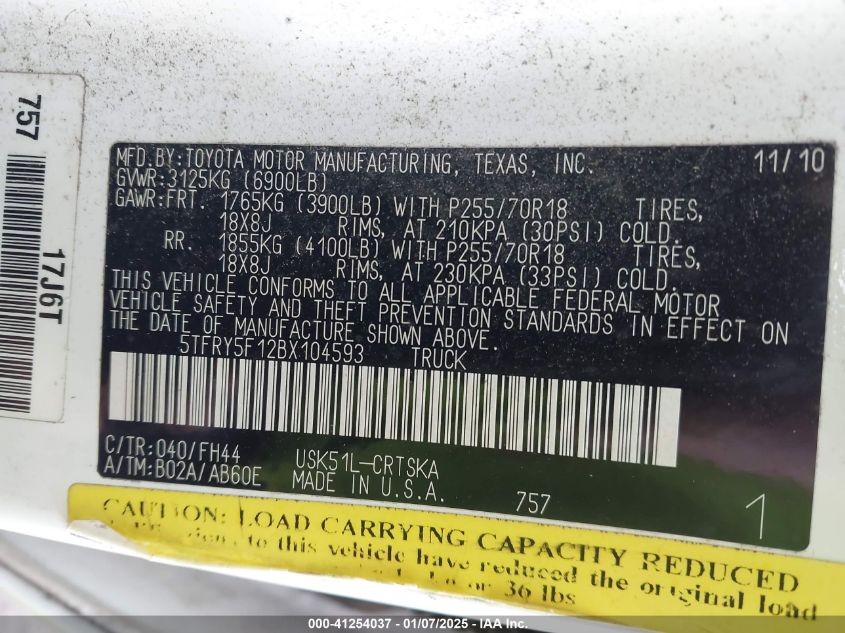 757
17J6T
MFD.BY:TOYOTA MOTOR MANUFACTURING, TEXAS, INC. 11/10
GVWR:3125KG (6900LB)
GAWR:FRT. 1765KG (3900LB) WITH P255/70R18 TIRES,
18X8J RIMS, AT 210KPA (30PSI) COLD.
RR. 1855KG (4100LB) WITH P255/70R18 TIRES,
18X8J RIMS, AT 230KPA (33PSI) COLD.
THIS VEHICLE CONFORMS TO ALL APPLICABLE FEDERAL MOTOR
VEHICLE SAFETY AND THEFT PREVENTION STANDARDS IN EFFECT ON
THE DATE OF MANUFACTURE SHOWN ABOVE.
5TFRY5F12BX104593 TRUCK
C/TR:040/FH44 USK51L-CRTSKA
A/TM:B02A/AB60E MADE IN U.S.A. 757 1
CAUTION: LOAD CARRYING CAPACITY REDUCED
to this vehicle have reduced the original load
or 36 lbs
000-41254037 - 01/07/2025 - IAA Inc.